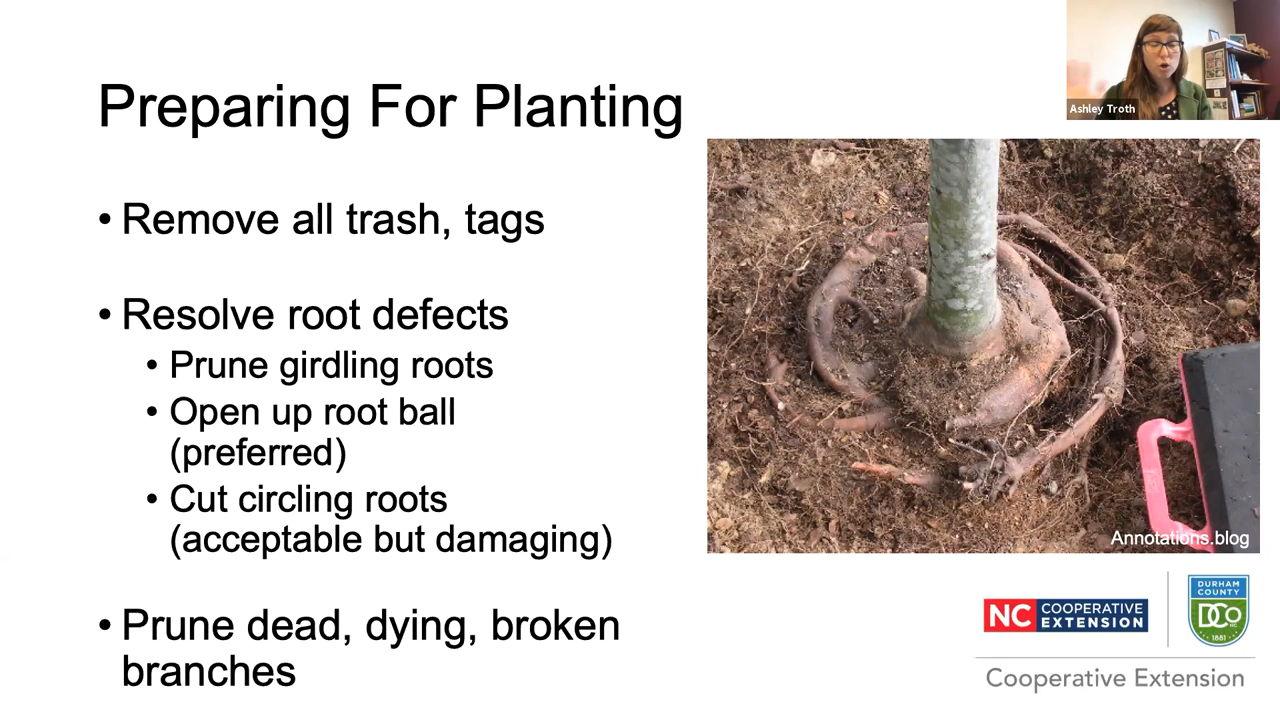 Ashley Troth
Preparing For Planting
• Remove all trash, tags
• Resolve root defects
• Prune girdling roots
• Open up root ball
(preferred)
• Cut circling roots
(acceptable but damaging)
• Prune dead, dying, broken
branches
Annotations.blog
NC COOPERATIVE
EXTENSION
DURHAM
COUNTY
DCo
NC
1881
Cooperative Extension